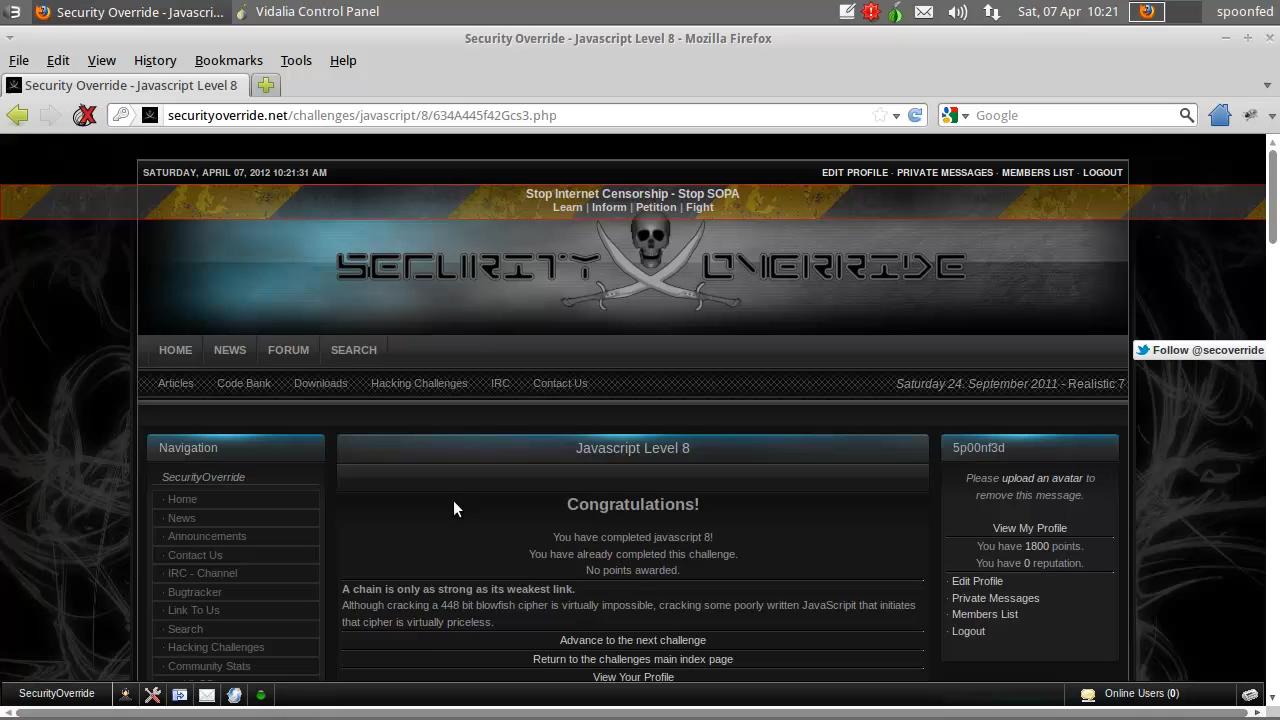 Security Override - Javascri...
Vidalia Control Panel
Sat, 07 Apr 10:21
spoonfed
Security Override - Javascript Level 8 - Mozilla Firefox
File Edit View History Bookmarks Tools Help
Security Override - Javascript Level 8
securityoverride.net/challenges/javascript/8/634A445f42Gcs3.php
Google
SATURDAY, APRIL 07, 2012 10:21:31 AM
EDIT PROFILE · PRIVATE MESSAGES · MEMBERS LIST · LOGOUT
Stop Internet Censorship - Stop SOPA
Learn | Inform | Petition | Fight
SECURITY OVERRIDE
HOME NEWS FORUM SEARCH
Follow @secoverride
Articles Code Bank Downloads Hacking Challenges IRC Contact Us
Saturday 24. September 2011 - Realistic 7
Navigation
SecurityOverride
· Home
· News
· Announcements
· Contact Us
· IRC - Channel
· Bugtracker
· Link To Us
· Search
· Hacking Challenges
· Community Stats
Javascript Level 8
Congratulations!
You have completed javascript 8!
You have already completed this challenge.
No points awarded.
A chain is only as strong as its weakest link.
Although cracking a 448 bit blowfish cipher is virtually impossible, cracking some poorly written JavaScripit that initiates
that cipher is virtually priceless.
Advance to the next challenge
Return to the challenges main index page
View Your Profile
5p00nf3d
Please upload an avatar to
remove this message.
View My Profile
You have 1800 points.
You have 0 reputation.
· Edit Profile
· Private Messages
· Members List
· Logout
SecurityOverride
Online Users (0)